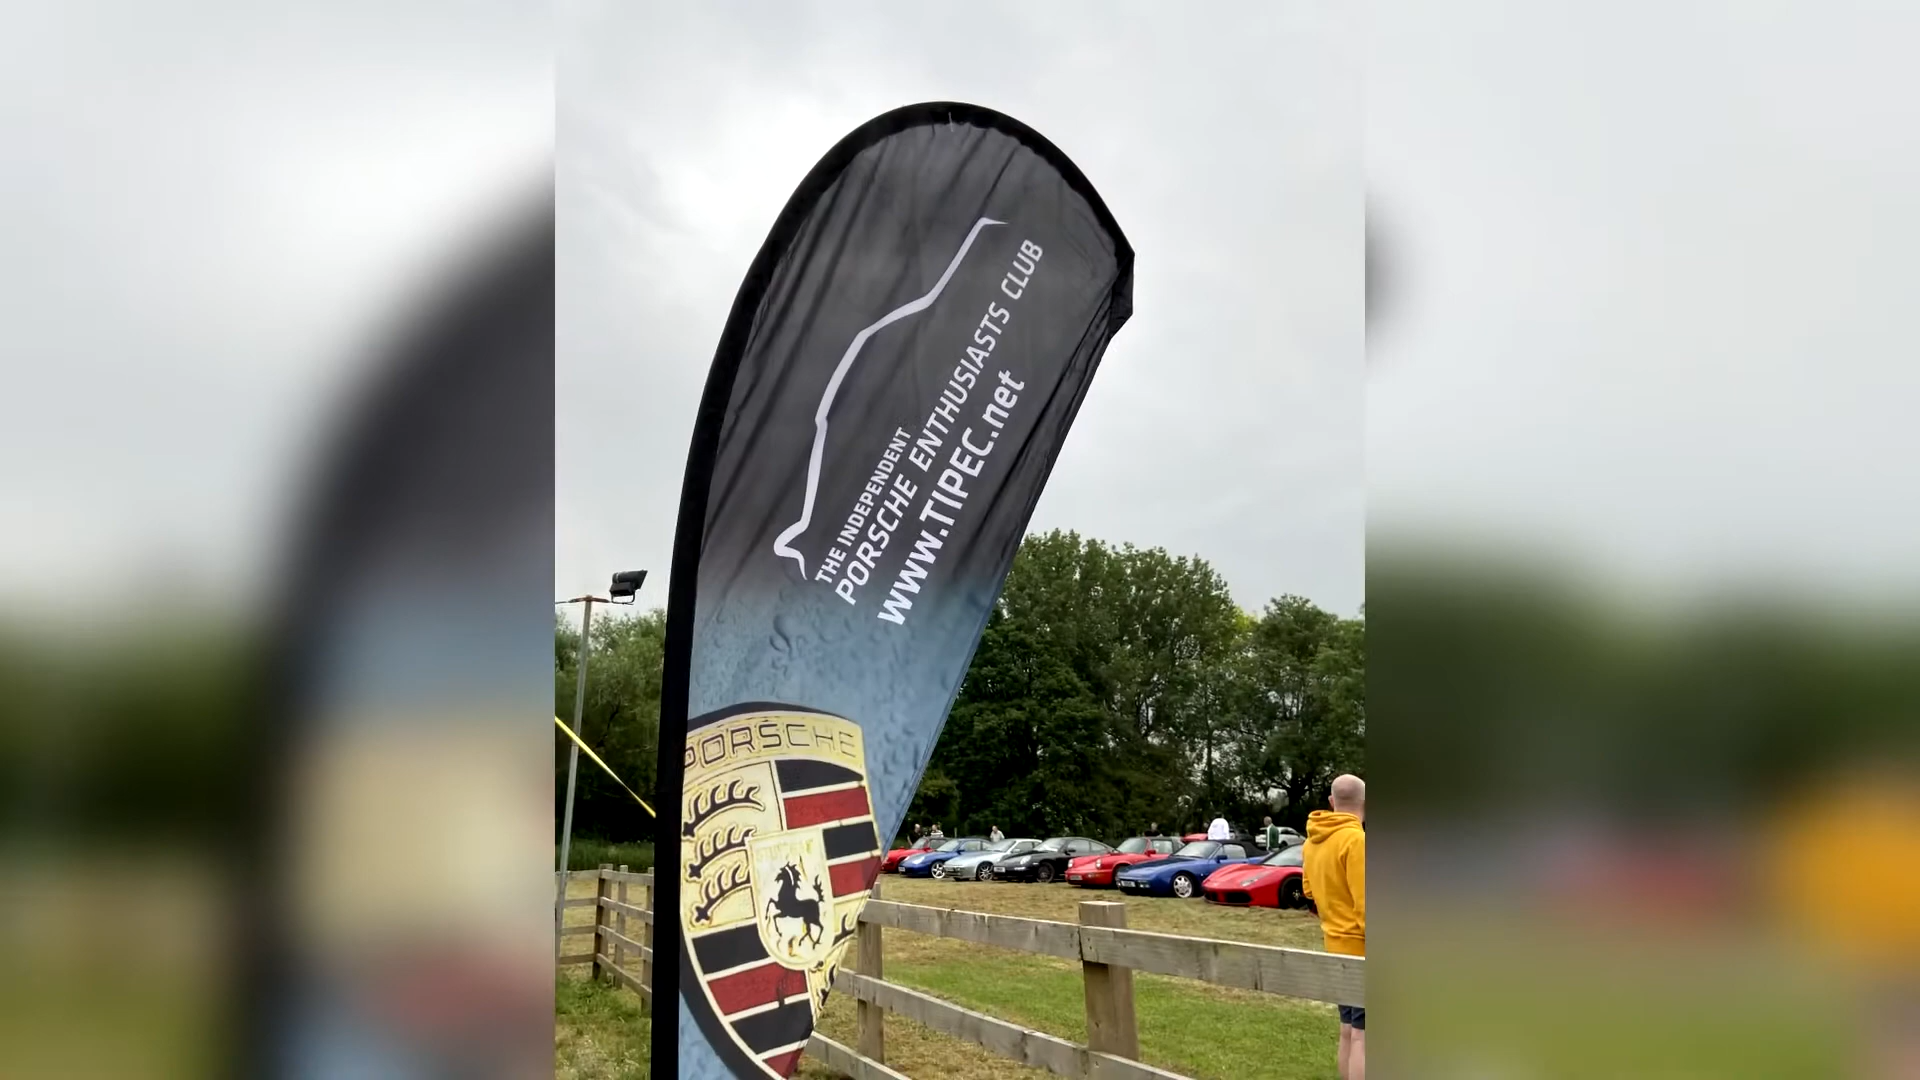 THE INDEPENDENT
PORSCHE ENTHUSIASTS CLUB
www.TIPEC.net
PORSCHE